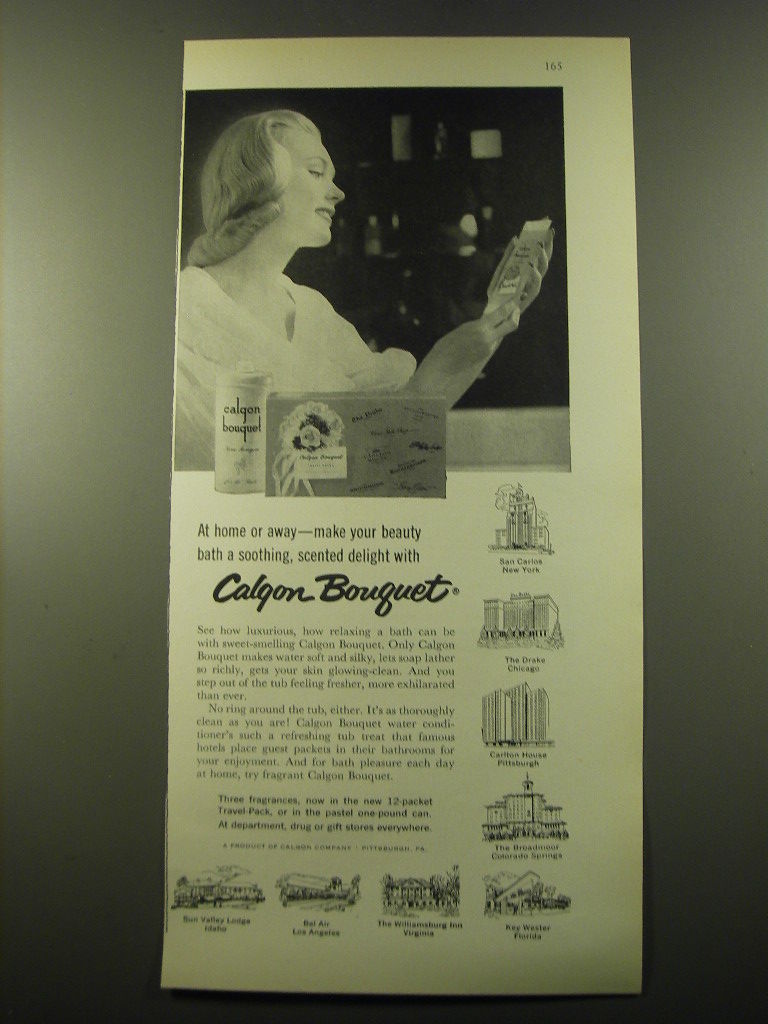 165
calgon
bouquet
The Drake
Calgon Bouquet
At home or away—make your beauty
bath a soothing, scented delight with
Calgon Bouquet®
See how luxurious, how relaxing a bath can be
with sweet-smelling Calgon Bouquet. Only Calgon
Bouquet makes water soft and silky, lets soap lather
so richly, gets your skin glowing-clean. And you
step out of the tub feeling fresher, more exhilarated
than ever.
No ring around the tub, either. It's as thoroughly
clean as you are! Calgon Bouquet water condi-
tioner's such a refreshing tub treat that famous
hotels place guest packets in their bathrooms for
your enjoyment. And for bath pleasure each day
at home, try fragrant Calgon Bouquet.
Three fragrances, now in the new 12-packet
Travel-Pack, or in the pastel one-pound can.
At department, drug or gift stores everywhere.
A PRODUCT OF CALGON COMPANY · PITTSBURGH, PA.
San Carlos
New York
The Drake
Chicago
Carlton House
Pittsburgh
The Broadmoor
Colorado Springs
Sun Valley Lodge
Idaho
Bel Air
Los Angeles
The Williamsburg Inn
Virginia
Key Wester
Florida